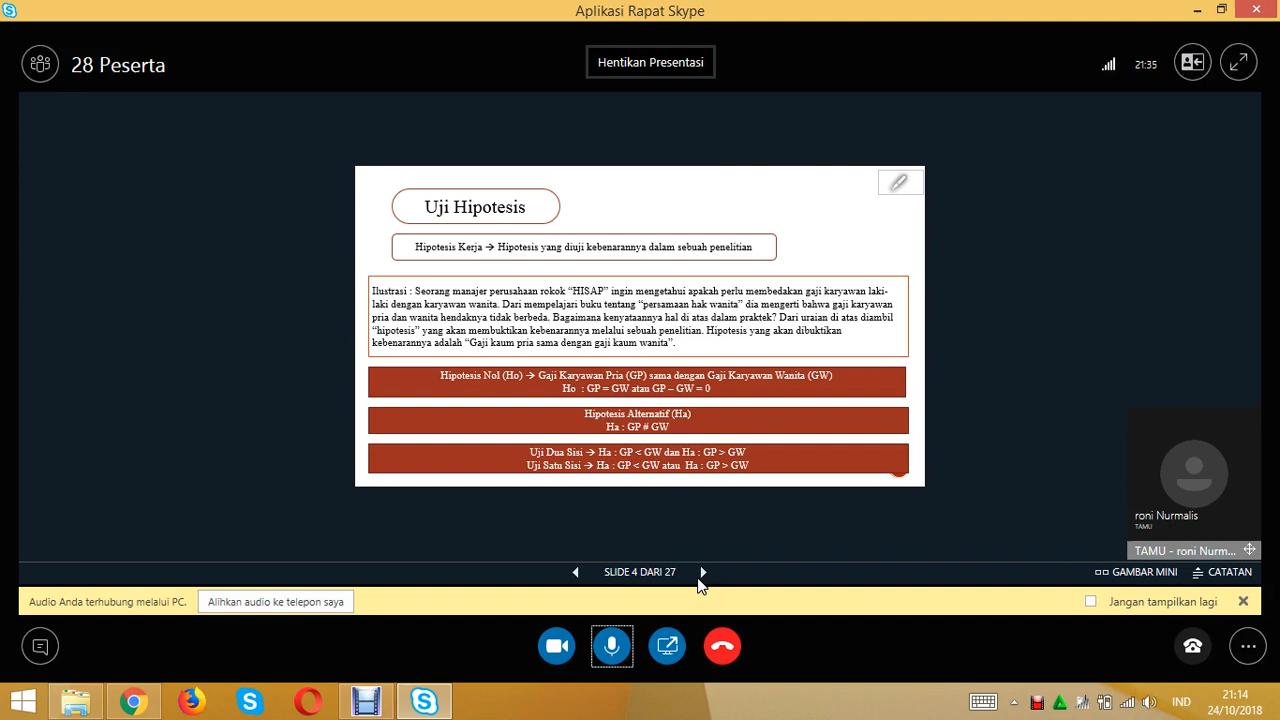 Aplikasi Rapat Skype
28 Peserta
Hentikan Presentasi
21:35
Uji Hipotesis
Hipotesis Kerja → Hipotesis yang diuji kebenarannya dalam sebuah penelitian
Ilustrasi : Seorang manajer perusahaan rokok “HISAP” ingin mengetahui apakah perlu membedakan gaji karyawan laki-
laki dengan karyawan wanita. Dari mempelajari buku tentang “persamaan hak wanita” dia mengerti bahwa gaji karyawan
pria dan wanita hendaknya tidak berbeda. Bagaimana kenyataannya hal di atas dalam praktek? Dari uraian di atas diambil
“hipotesis” yang akan membuktikan kebenarannya melalui sebuah penelitian. Hipotesis yang akan dibuktikan
kebenarannya adalah “Gaji kaum pria sama dengan gaji kaum wanita”.
Hipotesis Nol (Ho) → Gaji Karyawan Pria (GP) sama dengan Gaji Karyawan Wanita (GW)
Ho : GP = GW atau GP – GW = 0
Hipotesis Alternatif (Ha)
Ha : GP # GW
Uji Dua Sisi → Ha : GP < GW dan Ha : GP > GW
Uji Satu Sisi → Ha : GP < GW atau Ha : GP > GW
roni Nurmalis
TAMU
TAMU - roni Nurm...
SLIDE 4 DARI 27
GAMBAR MINI
CATATAN
Audio Anda terhubung melalui PC.
Alihkan audio ke telepon saya
Jangan tampilkan lagi
IND
21:14
24/10/2018